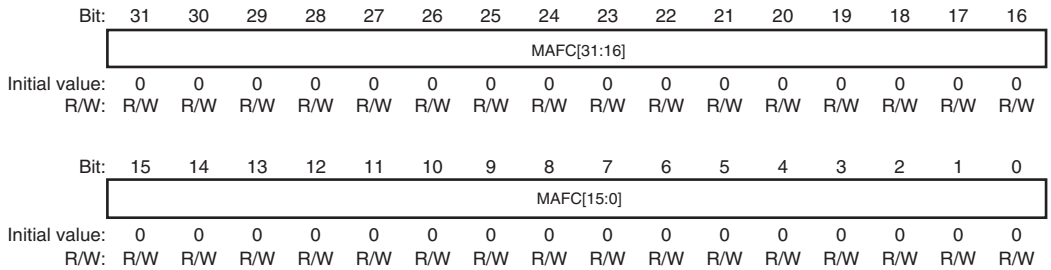 Bit: 31 30 29 28 27 26 25 24 23 22 21 20 19 18 17 16
MAFC[31:16]
Initial value: 0 0 0 0 0 0 0 0 0 0 0 0 0 0 0 0
R/W: R/W R/W R/W R/W R/W R/W R/W R/W R/W R/W R/W R/W R/W R/W R/W R/W
Bit: 15 14 13 12 11 10 9 8 7 6 5 4 3 2 1 0
MAFC[15:0]
Initial value: 0 0 0 0 0 0 0 0 0 0 0 0 0 0 0 0
R/W: R/W R/W R/W R/W R/W R/W R/W R/W R/W R/W R/W R/W R/W R/W R/W R/W